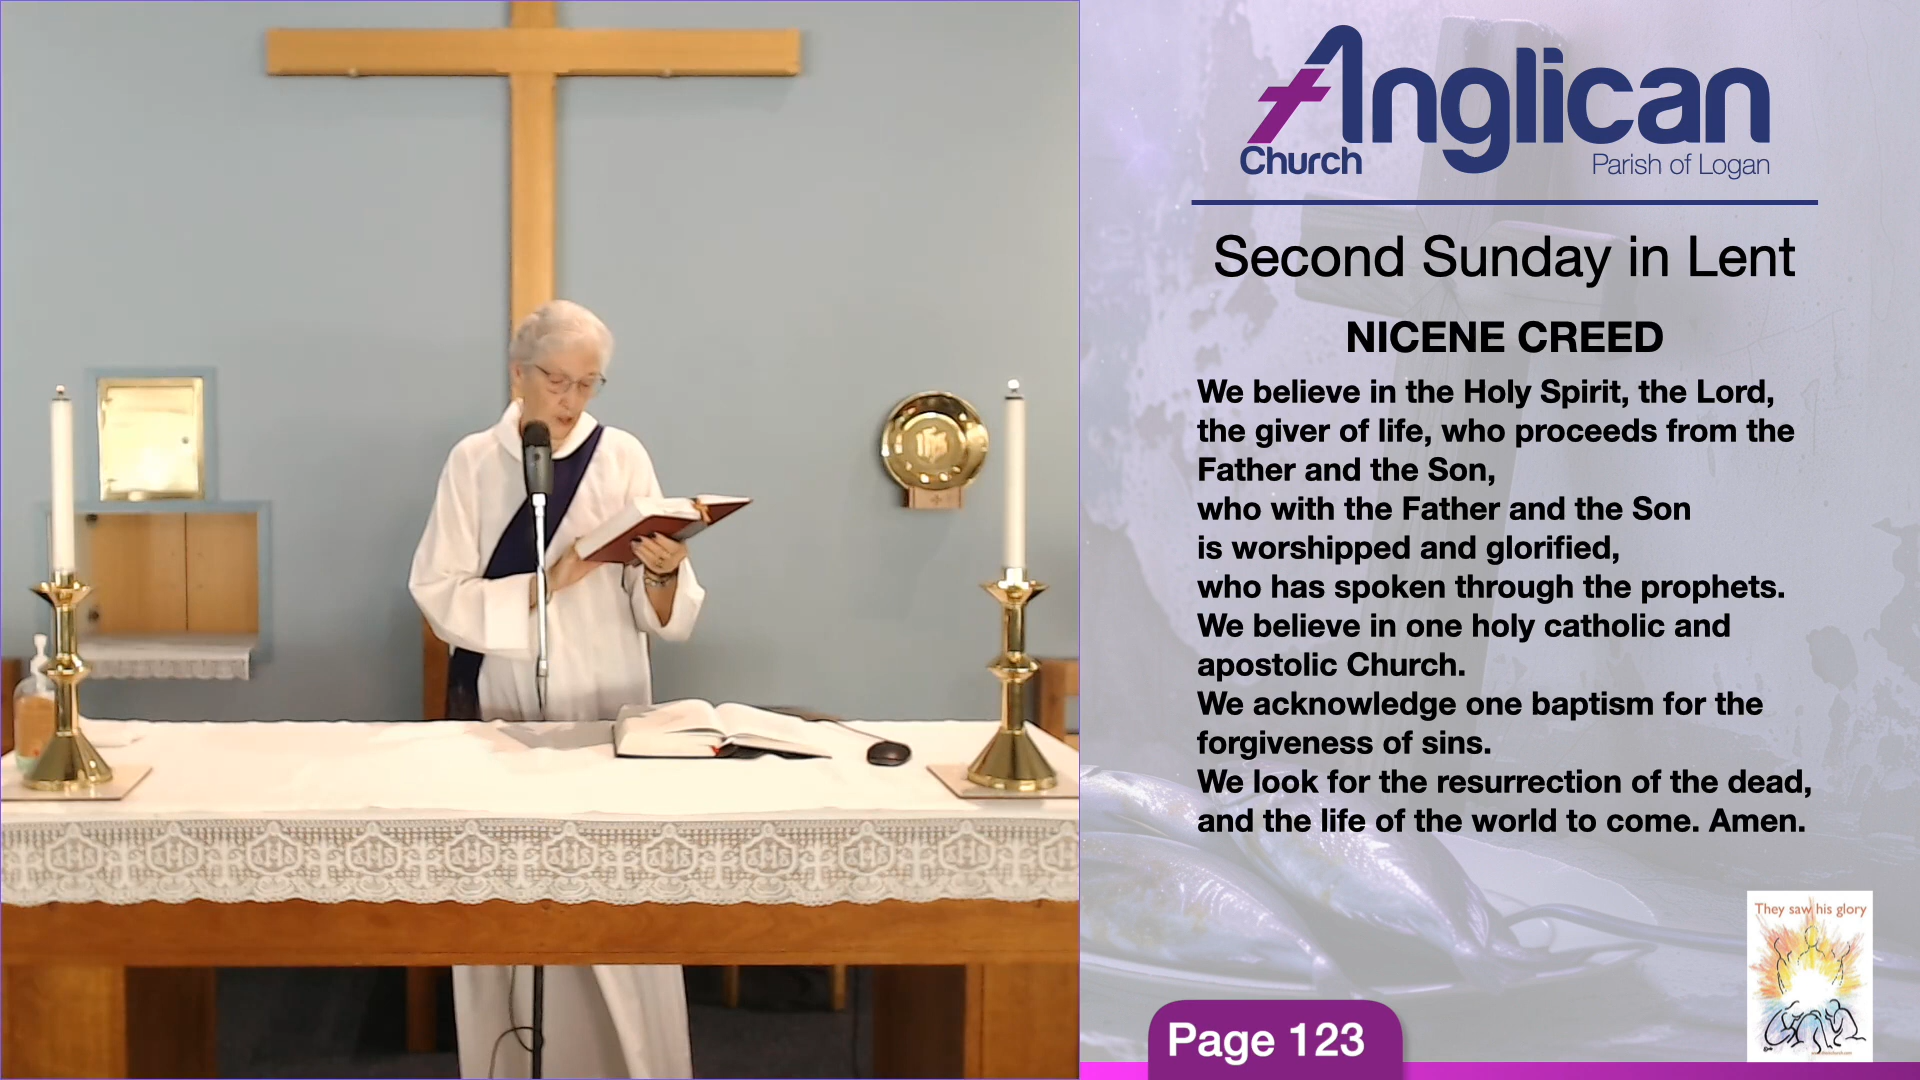 Anglican
Church
Parish of Logan
Second Sunday in Lent
NICENE CREED
We believe in the Holy Spirit, the Lord,
the giver of life, who proceeds from the
Father and the Son,
who with the Father and the Son
is worshipped and glorified,
who has spoken through the prophets.
We believe in one holy catholic and
apostolic Church.
We acknowledge one baptism for the
forgiveness of sins.
We look for the resurrection of the dead,
and the life of the world to come. Amen.
They saw his glory
Page 123